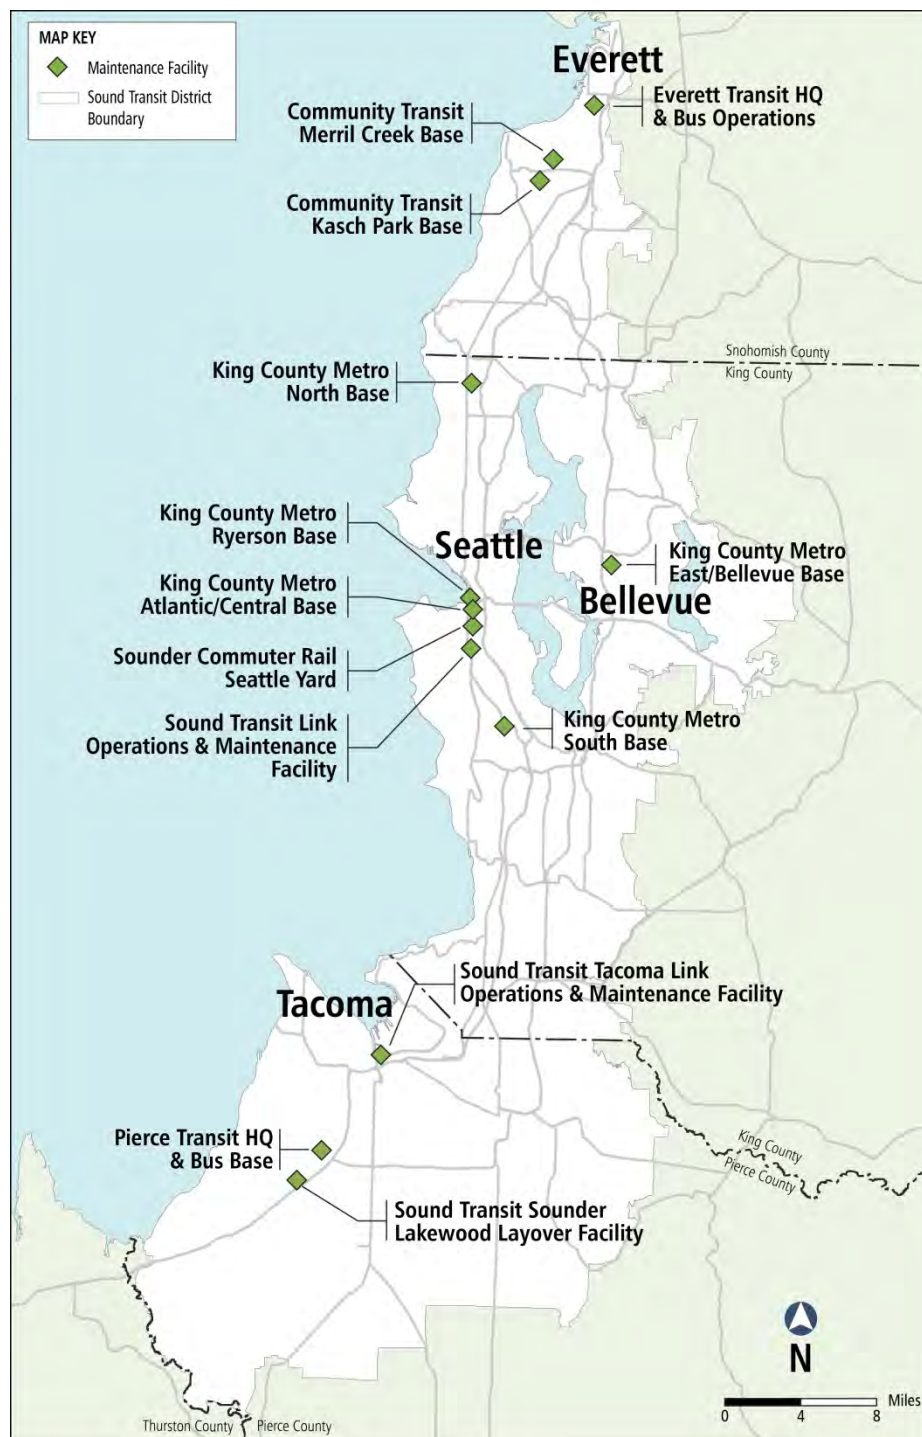 MAP KEY
Maintenance Facility
Sound Transit District
Boundary
Everett
Everett Transit HQ
& Bus Operations
Community Transit
Merril Creek Base
Community Transit
Kasch Park Base
Snohomish County
King County
King County Metro
North Base
King County Metro
Ryerson Base
Seattle
King County Metro
East/Bellevue Base
King County Metro
Atlantic/Central Base
Bellevue
Sounder Commuter Rail
Seattle Yard
Sound Transit Link
Operations & Maintenance
Facility
King County Metro
South Base
Sound Transit Tacoma Link
Operations & Maintenance Facility
Tacoma
Pierce Transit HQ
& Bus Base
King County
Pierce County
Sound Transit Sounder
Lakewood Layover Facility
N
Miles
0 4 8
Thurston County
Pierce County